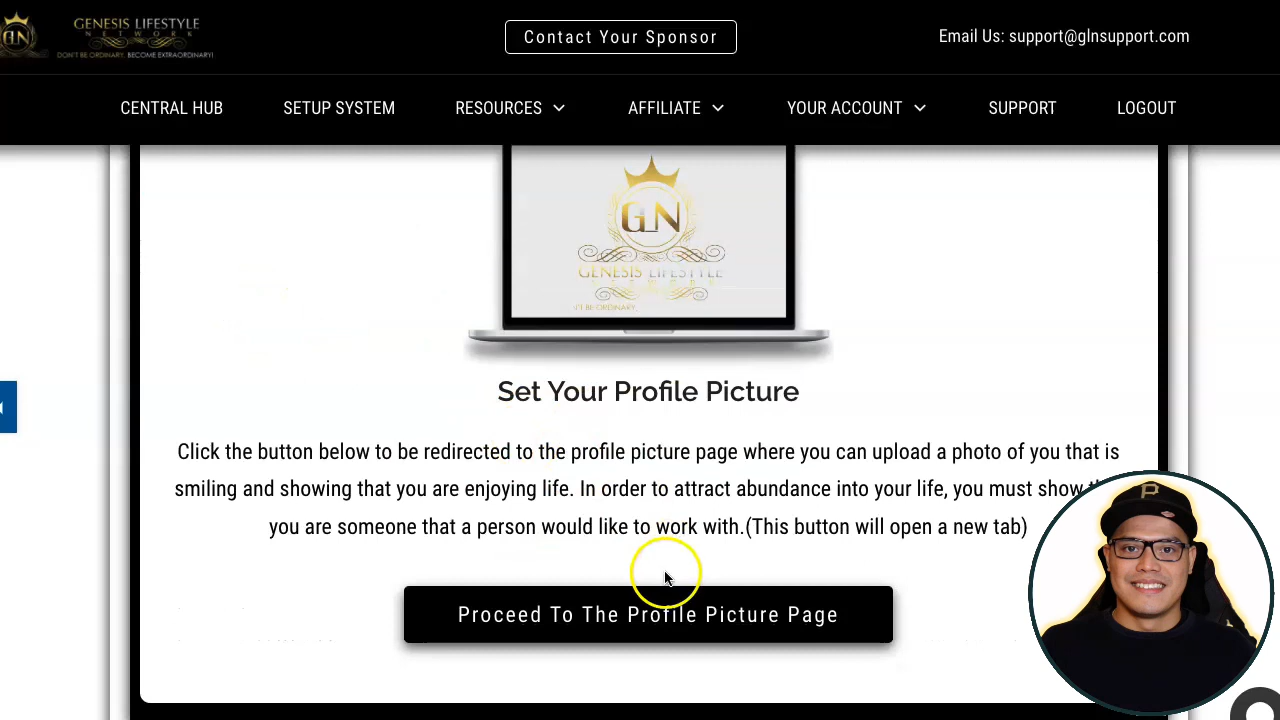 GENESIS LIFESTYLE
NETWORK
DON'T BE ORDINARY, BECOME EXTRAORDINARY!
Contact Your Sponsor
Email Us: support@glnsupport.com
CENTRAL HUB
SETUP SYSTEM
RESOURCES
AFFILIATE
YOUR ACCOUNT
SUPPORT
LOGOUT
GLN
GENESIS LIFESTYLE
Set Your Profile Picture
Click the button below to be redirected to the profile picture page where you can upload a photo of you that is
smiling and showing that you are enjoying life. In order to attract abundance into your life, you must show
you are someone that a person would like to work with.(This button will open a new tab)
Proceed To The Profile Picture Page
P